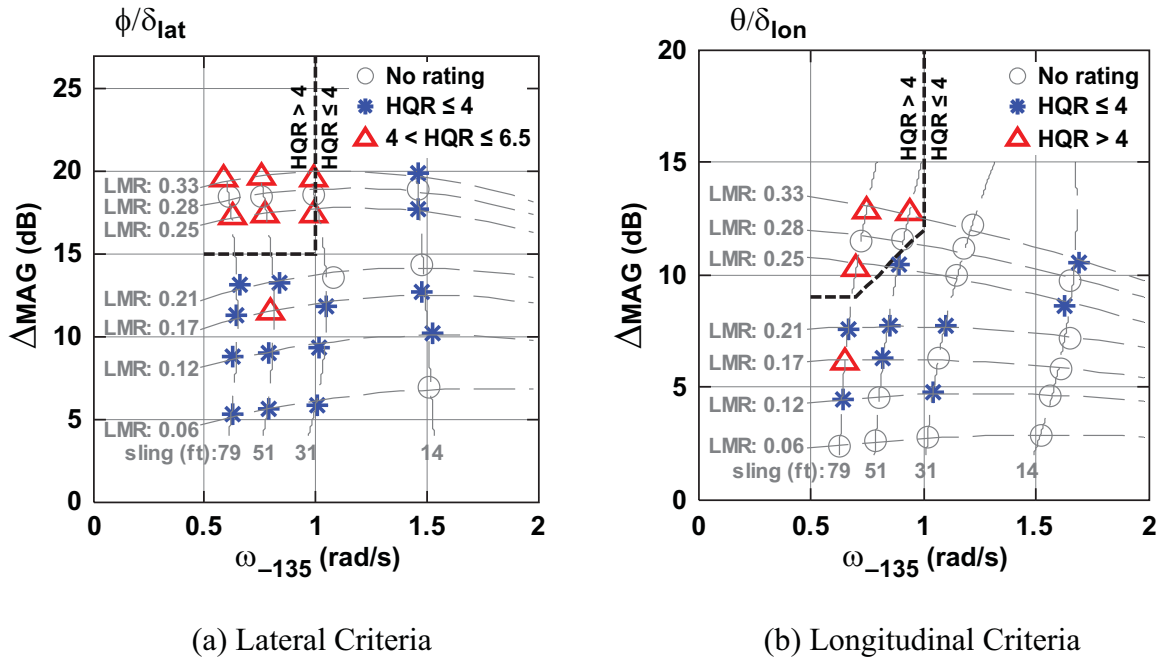 ϕ/δlat
25
20
15
10
5
0
ΔMAG (dB)
No rating
HQR ≤ 4
4 < HQR ≤ 6.5
HQR > 4
HQR ≤ 4
LMR: 0.33
LMR: 0.28
LMR: 0.25
LMR: 0.21
LMR: 0.17
LMR: 0.12
LMR: 0.06
sling (ft):79 51 31 14
0 0.5 1 1.5 2
ω−135 (rad/s)
(a) Lateral Criteria
θ/δlon
20
15
10
5
0
ΔMAG (dB)
No rating
HQR ≤ 4
HQR > 4
HQR > 4
HQR ≤ 4
LMR: 0.33
LMR: 0.28
LMR: 0.25
LMR: 0.21
LMR: 0.17
LMR: 0.12
LMR: 0.06
sling (ft):79 51 31 14
0 0.5 1 1.5 2
ω−135 (rad/s)
(b) Longitudinal Criteria